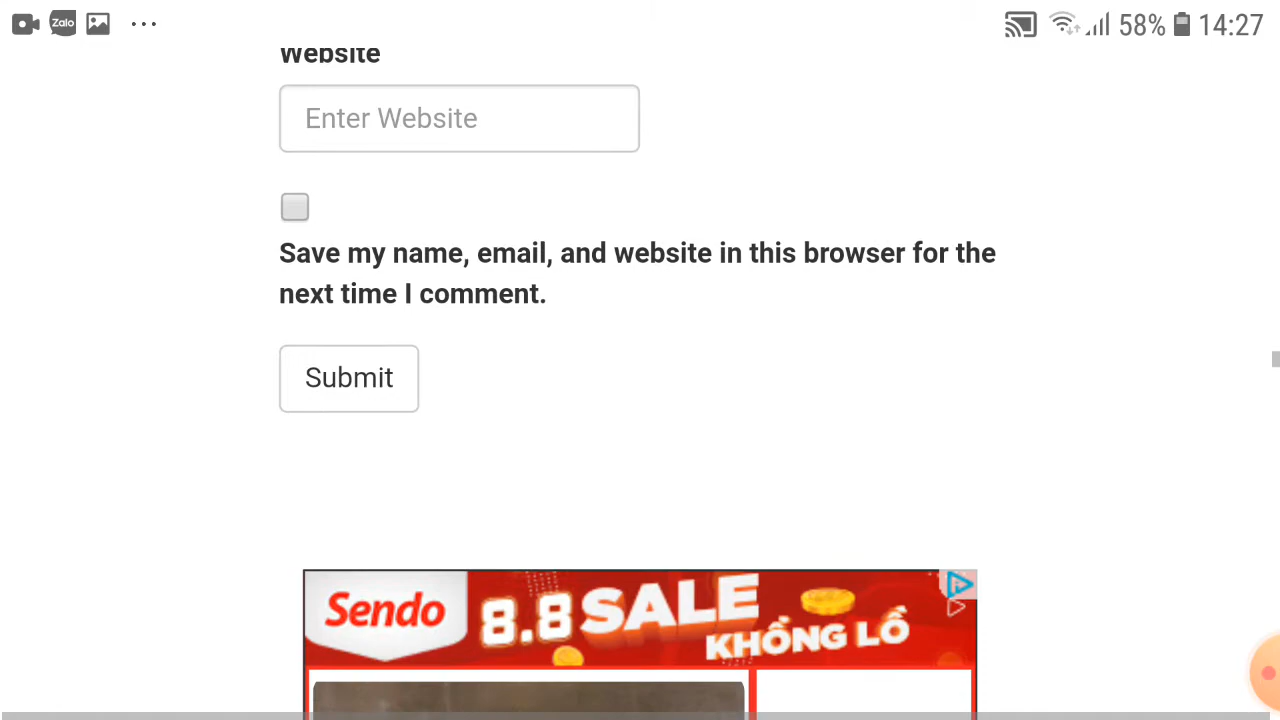 Zalo
58%
14:27
Website
Enter Website
Save my name, email, and website in this browser for the
next time I comment.
Submit
Sendo
8.8 SALE
KHỔNG LỒ